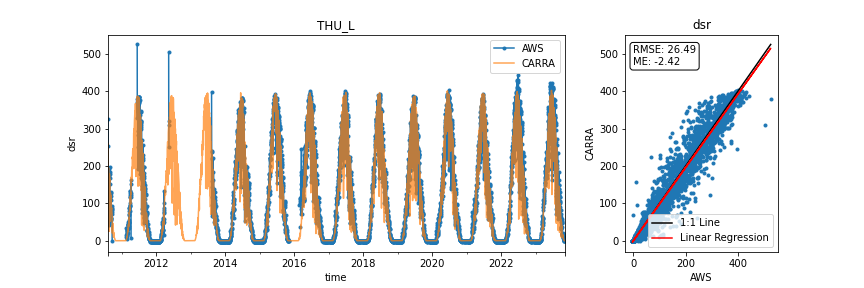 THU_L
dsr
500
400
300
200
100
0
dsr
AWS
CARRA
2012
2014
2016
2018
2020
2022
time
dsr
500
400
300
200
100
0
CARRA
RMSE: 26.49
ME: -2.42
1:1 Line
Linear Regression
0
200
400
AWS